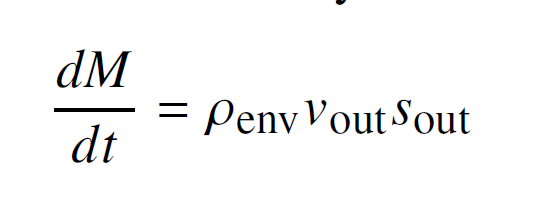 dM/dt = ρ_env v_out s_out